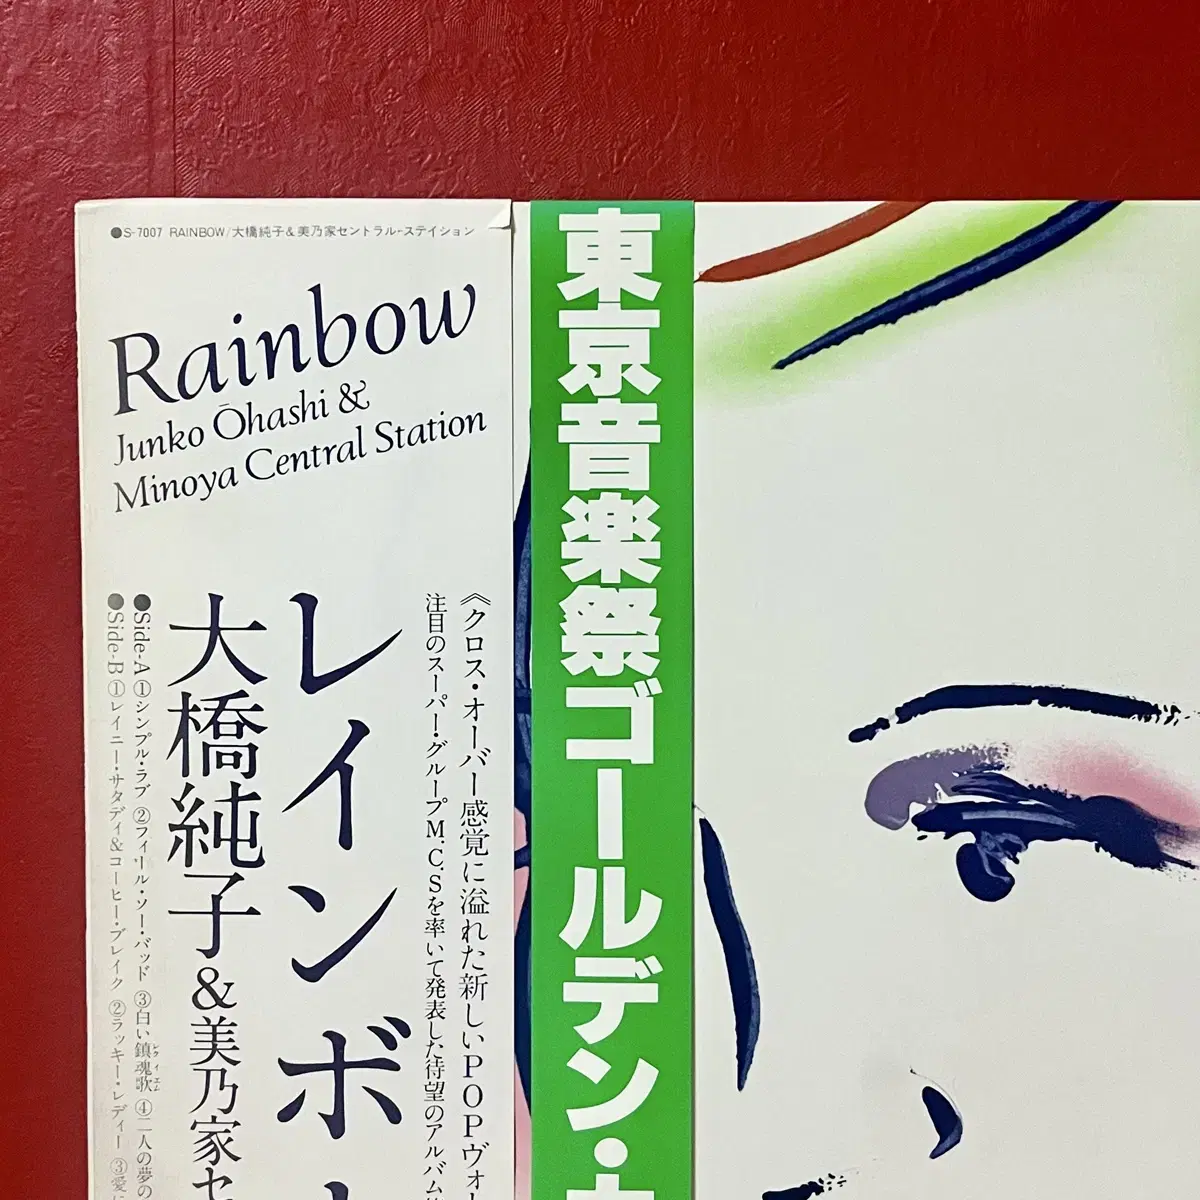 ●S-7007 RAINBOW/大橋純子&美乃家セントラル-ステイション
Rainbow
Junko Ōhashi &
Minoya Central Station
東京音楽祭ゴールデン・
《クロス・オーバー感覚に溢れた新しいPOPヴォ
注目のスーパー・グループM.C.Sを率いて発表した待望のアルバム
レインボ
大橋純子&美乃家セ
●Side-A ①シンプル・ラブ ②フィール・ソー・バッド ③白い鎮魂歌 ④二人の夢の
レクイエム
●Side-B ①レイニー・サタディ&コーヒー・ブレイク ②ラッキー・レディー ③愛に